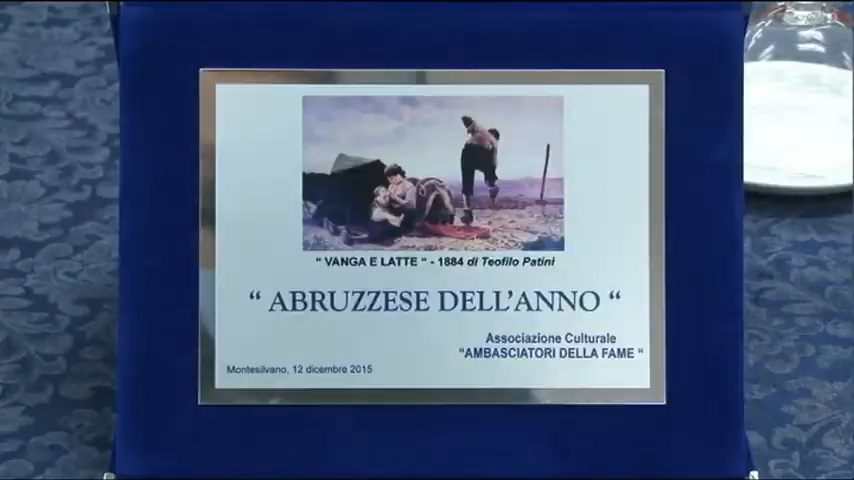 " VANGA E LATTE " - 1884 di Teofilo Patini
" ABRUZZESE DELL'ANNO "
Associazione Culturale
"AMBASCIATORI DELLA FAME "
Montesilvano, 12 dicembre 2015